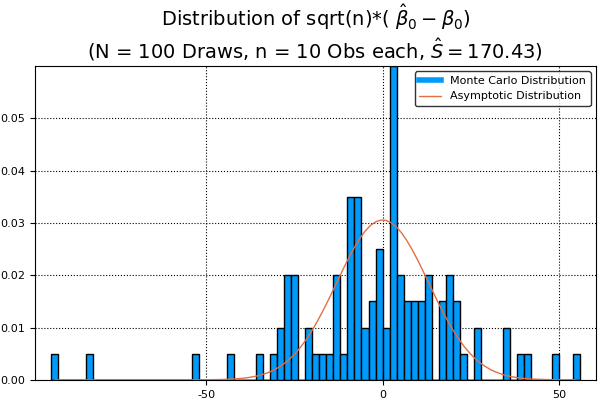 Distribution of sqrt(n)*( β̂₀ − β₀)
(N = 100 Draws, n = 10 Obs each, Ŝ = 170.43)
Monte Carlo Distribution
Asymptotic Distribution
0.05
0.04
0.03
0.02
0.01
0.00
-50
0
50